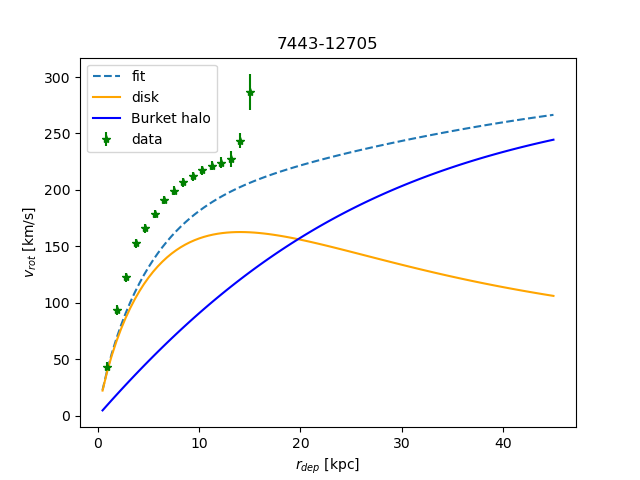 7443-12705
fit
disk
Burket halo
data
300
250
200
150
100
50
0
v_rot [km/s]
0 10 20 30 40
r_dep [kpc]